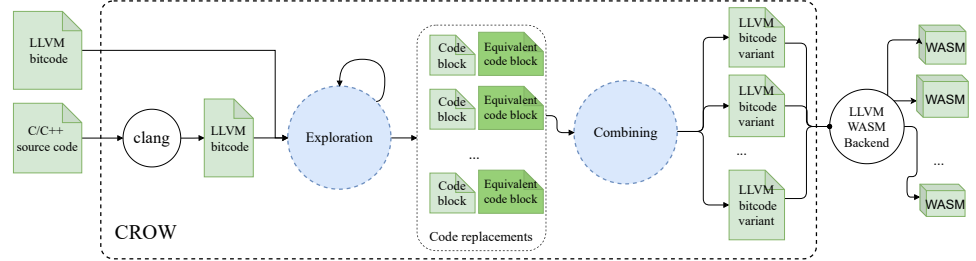 LLVM
bitcode
C/C++
source code
clang
LLVM
bitcode
Exploration
Code
block
Equivalent
code block
Code
block
Equivalent
code block
...
Code
block
Equivalent
code block
Code replacements
Combining
LLVM
bitcode
variant
LLVM
bitcode
variant
...
LLVM
bitcode
variant
LLVM
WASM
Backend
WASM
WASM
...
WASM
CROW